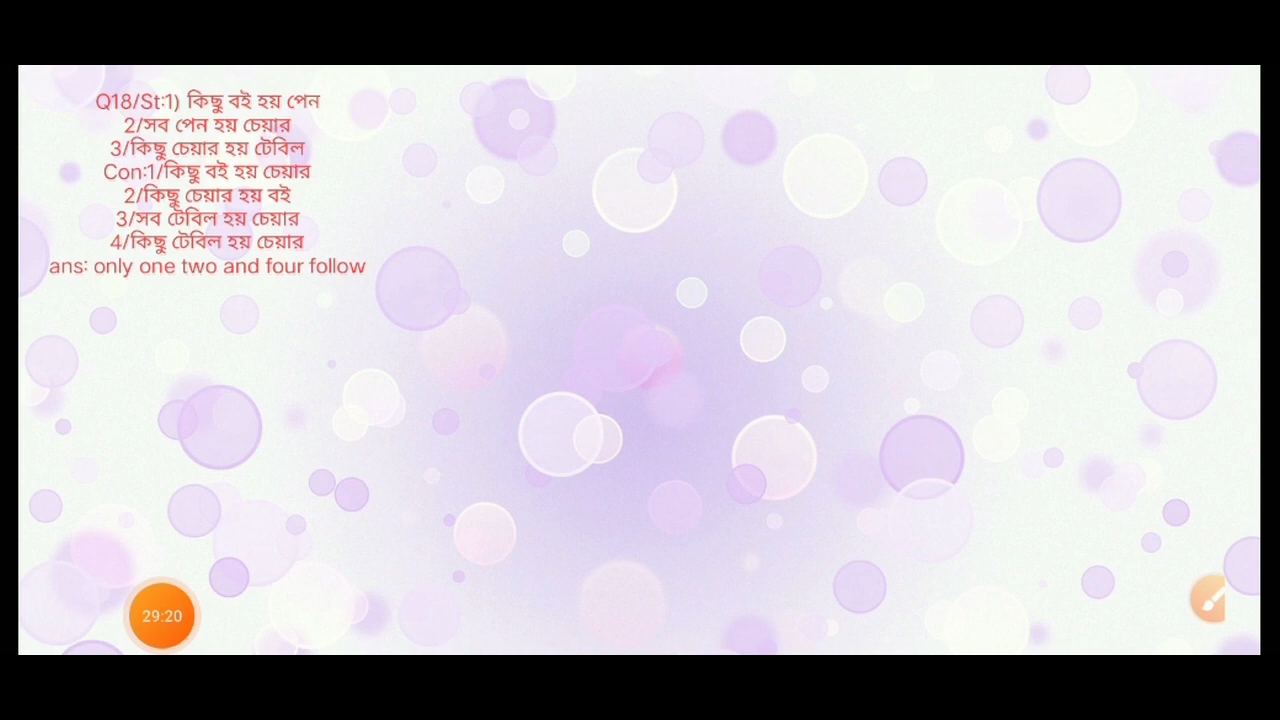 Q18/St:1) কিছু বই হয় পেন
2/সব পেন হয় চেয়ার
3/কিছু চেয়ার হয় টেবিল
Con:1/কিছু বই হয় চেয়ার
2/কিছু চেয়ার হয় বই
3/সব টেবিল হয় চেয়ার
4/কিছু টেবিল হয় চেয়ার
ans: only one two and four follow
29:20